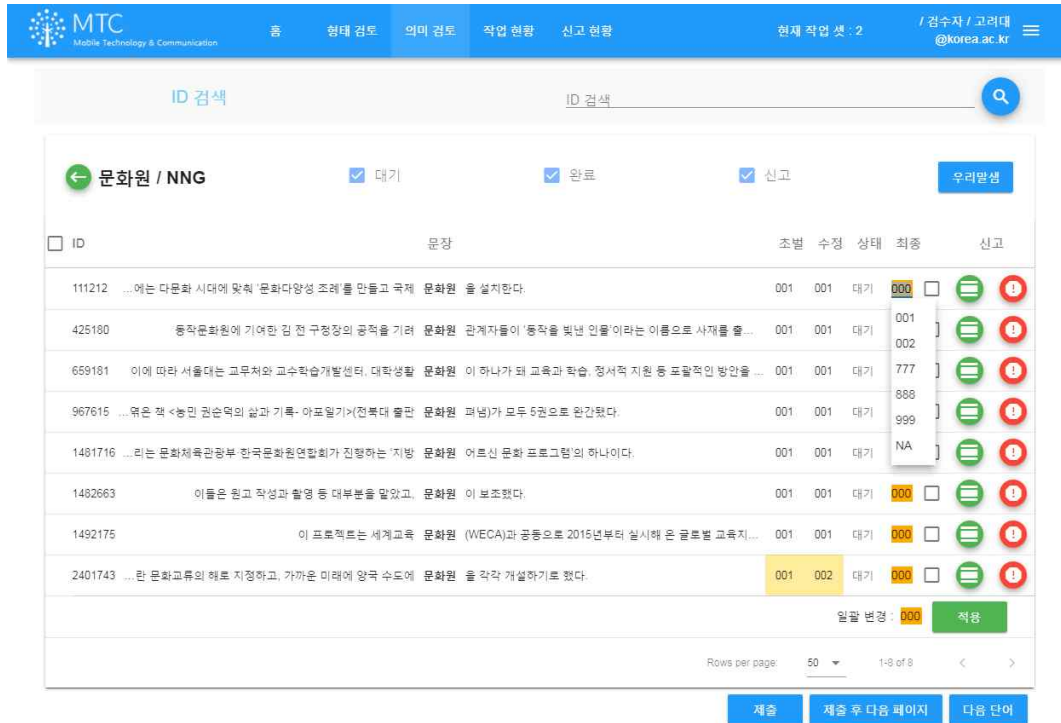 MTC
Mobile Technology & Communication
홈 형태 검토 의미 검토 작업 현황 신고 현황 현재 작업 셋 : 2 / 검수자 / 고려대
@korea.ac.kr
ID 검색 ID 검색
문화원 / NNG 대기 완료 신고 우리말샘
ID 문장 초벌 수정 상태 최종 신고
111212 ...에는 다문화 시대에 맞춰 '문화다양성 조례'를 만들고 국제 문화원 을 설치한다. 001 001 대기 000
425180 동작문화원에 기여한 김 전 구청장의 공적을 기려 문화원 관계자들이 '동작을 빛낸 인물'이라는 이름으로 사재를 출... 001 001 대기
659181 이에 따라 서울대는 교무처와 교수학습개발센터, 대학생활 문화원 이 하나가 돼 교육과 학습, 정서적 지원 등 포괄적인 방안을 ... 001 001 대기
967615 ...엮은 책 <농민 권순덕의 삶과 기록- 아포일기>(전북대 출판 문화원 펴냄)가 모두 5권으로 완간됐다. 001 001 대기
1481716 ...리는 문화체육관광부·한국문화원연합회가 진행하는 '지방 문화원 어르신 문화 프로그램'의 하나이다. 001 001 대기
001
002
777
888
999
NA
1482663 이들은 원고 작성과 촬영 등 대부분을 맡았고, 문화원 이 보조했다. 001 001 대기 000
1492175 이 프로젝트는 세계교육 문화원 (WECA)과 공동으로 2015년부터 실시해 온 글로벌 교육지... 001 001 대기 000
2401743 ...란 문화교류의 해로 지정하고, 가까운 미래에 양국 수도에 문화원 을 각각 개설하기로 했다. 001 002 대기 000
일괄 변경 : 000 적용
Rows per page: 50 1-8 of 8
제출 제출 후 다음 페이지 다음 단어